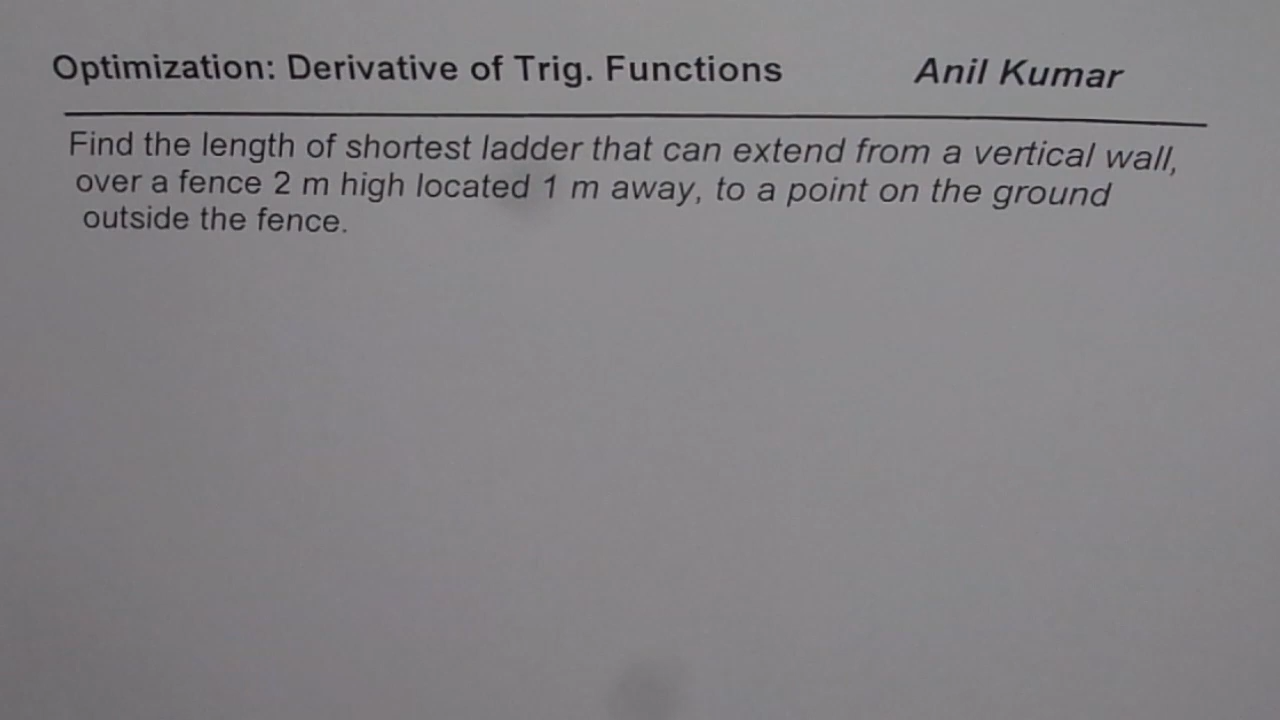 Optimization: Derivative of Trig. Functions Anil Kumar
Find the length of shortest ladder that can extend from a vertical wall,
over a fence 2 m high located 1 m away, to a point on the ground
outside the fence.